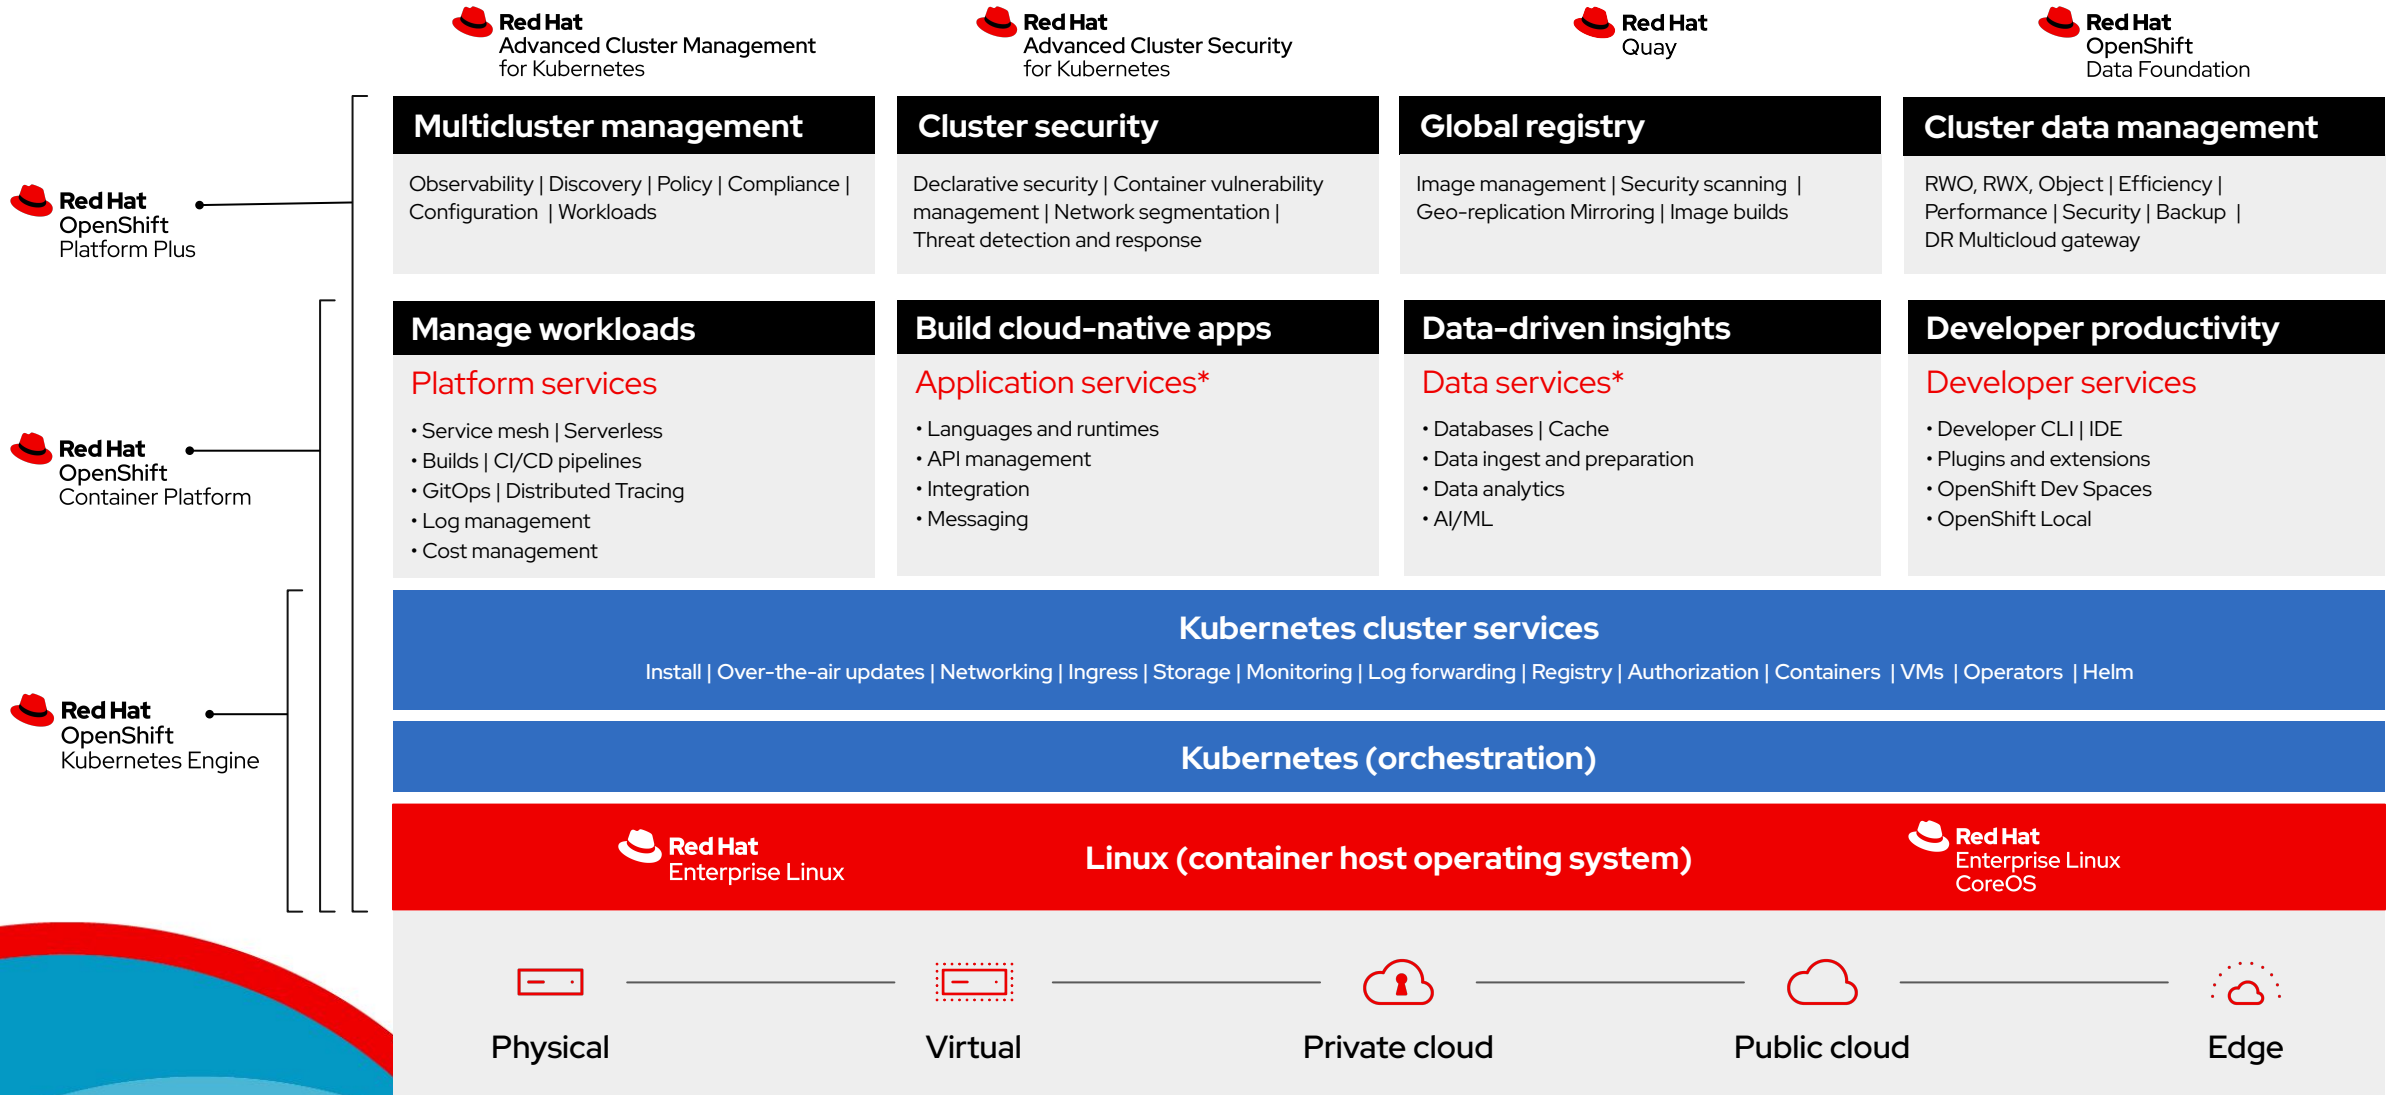 Red Hat
Advanced Cluster Management
for Kubernetes
Red Hat
Advanced Cluster Security
for Kubernetes
Red Hat
Quay
Red Hat
OpenShift
Data Foundation
Red Hat
OpenShift
Platform Plus
Multicluster management
Observability | Discovery | Policy | Compliance |
Configuration | Workloads
Cluster security
Declarative security | Container vulnerability
management | Network segmentation |
Threat detection and response
Global registry
Image management | Security scanning |
Geo-replication Mirroring | Image builds
Cluster data management
RWO, RWX, Object | Efficiency |
Performance | Security | Backup |
DR Multicloud gateway
Red Hat
OpenShift
Container Platform
Manage workloads
Platform services
• Service mesh | Serverless
• Builds | CI/CD pipelines
• GitOps | Distributed Tracing
• Log management
• Cost management
Build cloud-native apps
Application services*
• Languages and runtimes
• API management
• Integration
• Messaging
Data-driven insights
Data services*
• Databases | Cache
• Data ingest and preparation
• Data analytics
• AI/ML
Developer productivity
Developer services
• Developer CLI | IDE
• Plugins and extensions
• OpenShift Dev Spaces
• OpenShift Local
Red Hat
OpenShift
Kubernetes Engine
Kubernetes cluster services
Install | Over-the-air updates | Networking | Ingress | Storage | Monitoring | Log forwarding | Registry | Authorization | Containers | VMs | Operators | Helm
Kubernetes (orchestration)
Red Hat
Enterprise Linux
Linux (container host operating system)
Red Hat
Enterprise Linux
CoreOS
Physical
Virtual
Private cloud
Public cloud
Edge